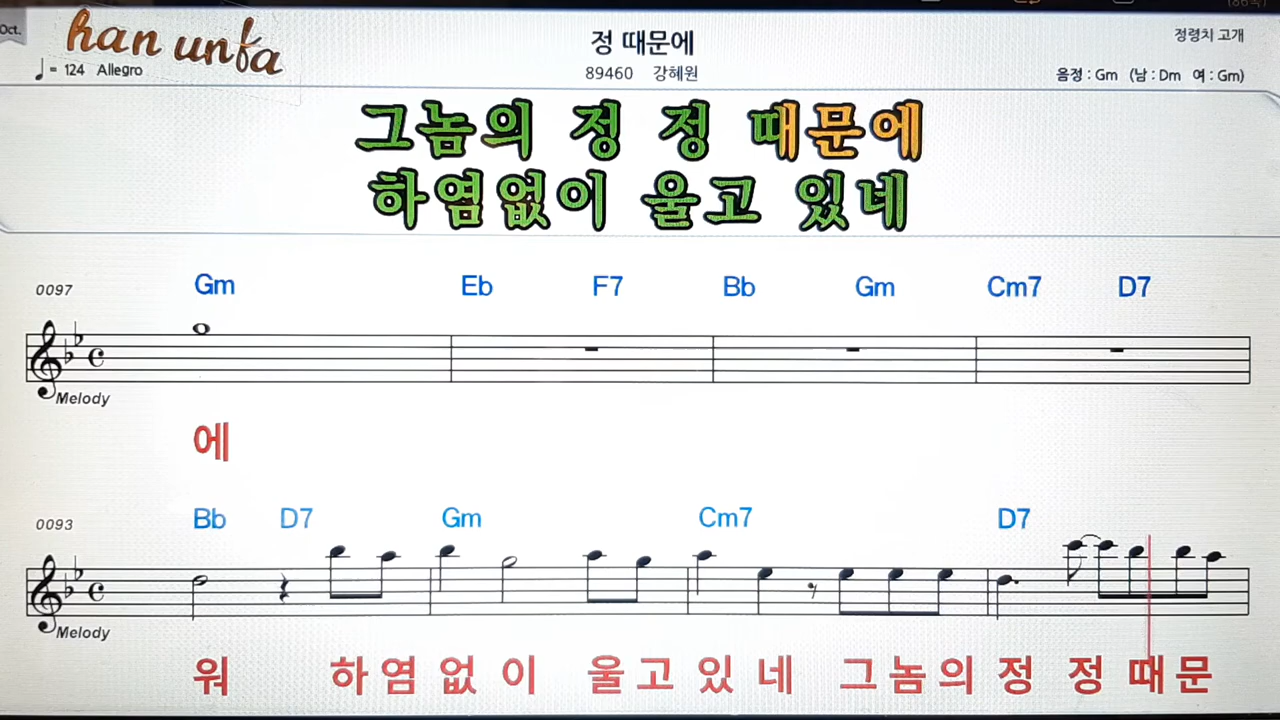 Oct.
han unfa
정 때문에
정령치 고개
♩ = 124 Allegro
89460 강혜원
음정 : Gm (남 : Dm 여 : Gm)
그놈의 정 정 때문에
하염없이 울고 있네
0097
Gm Eb F7 Bb Gm Cm7 D7
Melody
에
0093
Bb D7 Gm Cm7 D7
Melody
워 하염 없 이 울고 있 네 그놈의 정 정 때문